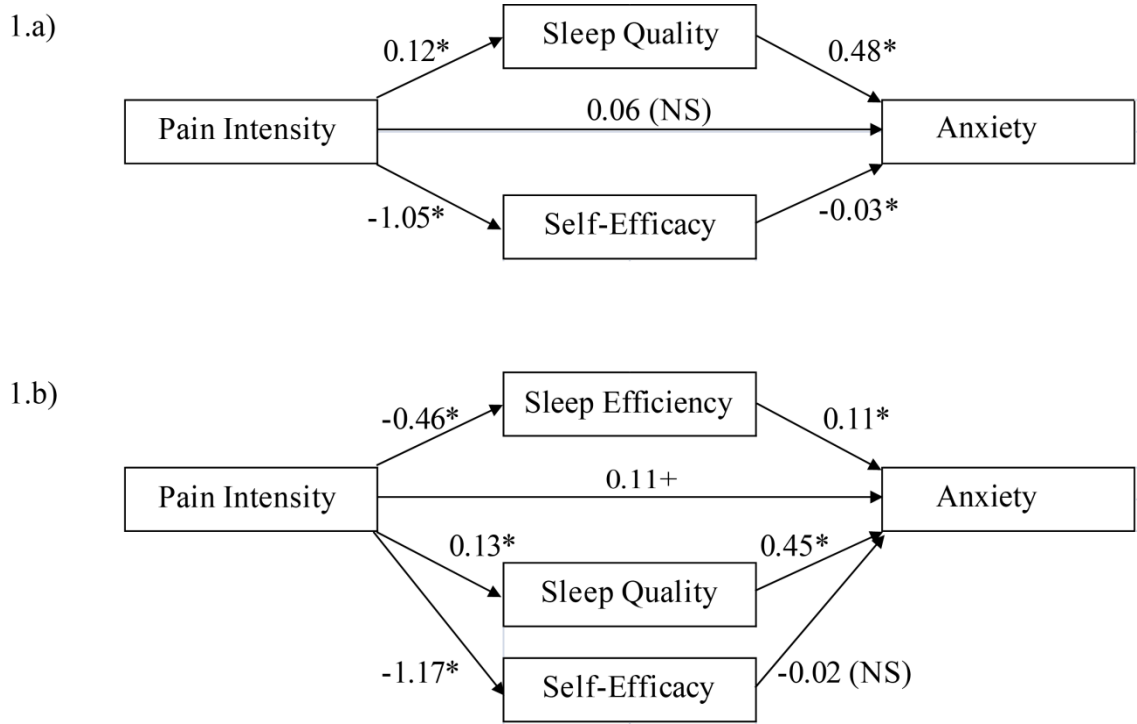 1.a)
Sleep Quality
0.12*
0.48*
Pain Intensity
0.06 (NS)
Anxiety
-1.05*
Self-Efficacy
-0.03*
1.b)
Sleep Efficiency
-0.46*
0.11*
Pain Intensity
0.11+
Anxiety
0.13*
Sleep Quality
0.45*
-1.17*
Self-Efficacy
-0.02 (NS)